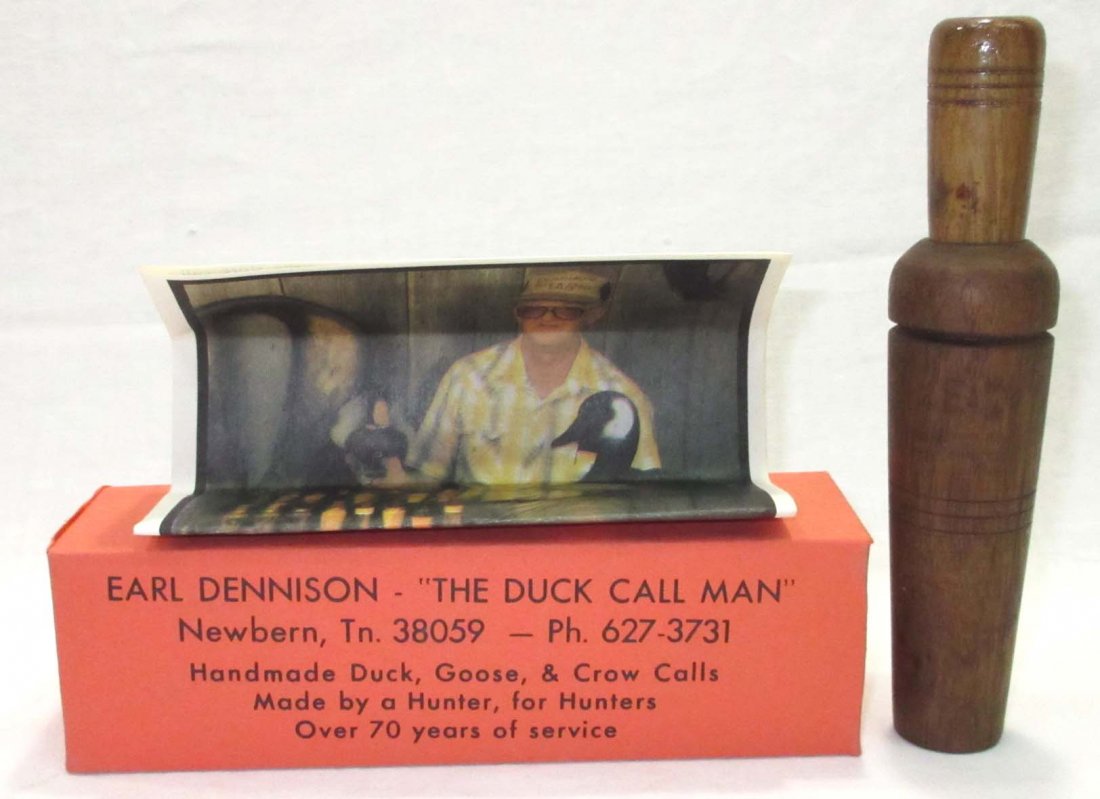 EARL DENNISON - "THE DUCK CALL MAN"
Newbern, Tn. 38059 — Ph. 627-3731
Handmade Duck, Goose, & Crow Calls
Made by a Hunter, for Hunters
Over 70 years of service